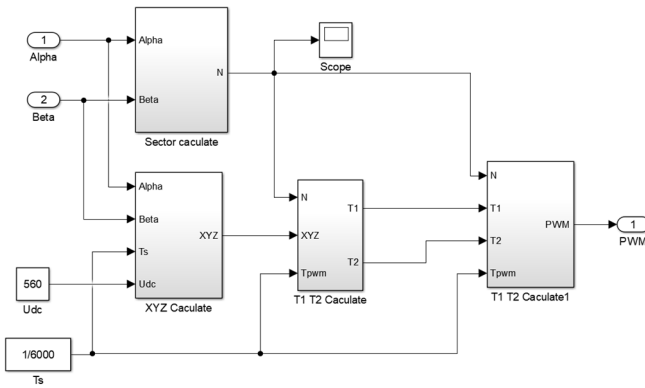 1
Alpha
2
Beta
Alpha
Beta
N
Sector caculate
Scope
Alpha
Beta
Ts
Udc
XYZ
XYZ Caculate
560
Udc
1/6000
Ts
N
XYZ
Tpwm
T1
T2
T1 T2 Caculate
N
T1
T2
Tpwm
PWM
T1 T2 Caculate1
1
PWM